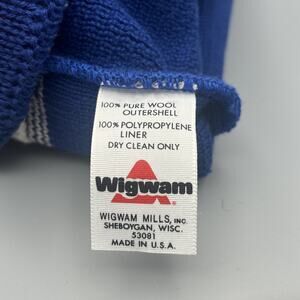 100% PURE WOOL
OUTERSHELL
100% POLYPROPYLENE
LINER
DRY CLEAN ONLY
Wigwam®
WIGWAM MILLS, INC.
SHEBOYGAN, WISC.
53081
MADE IN U.S.A.